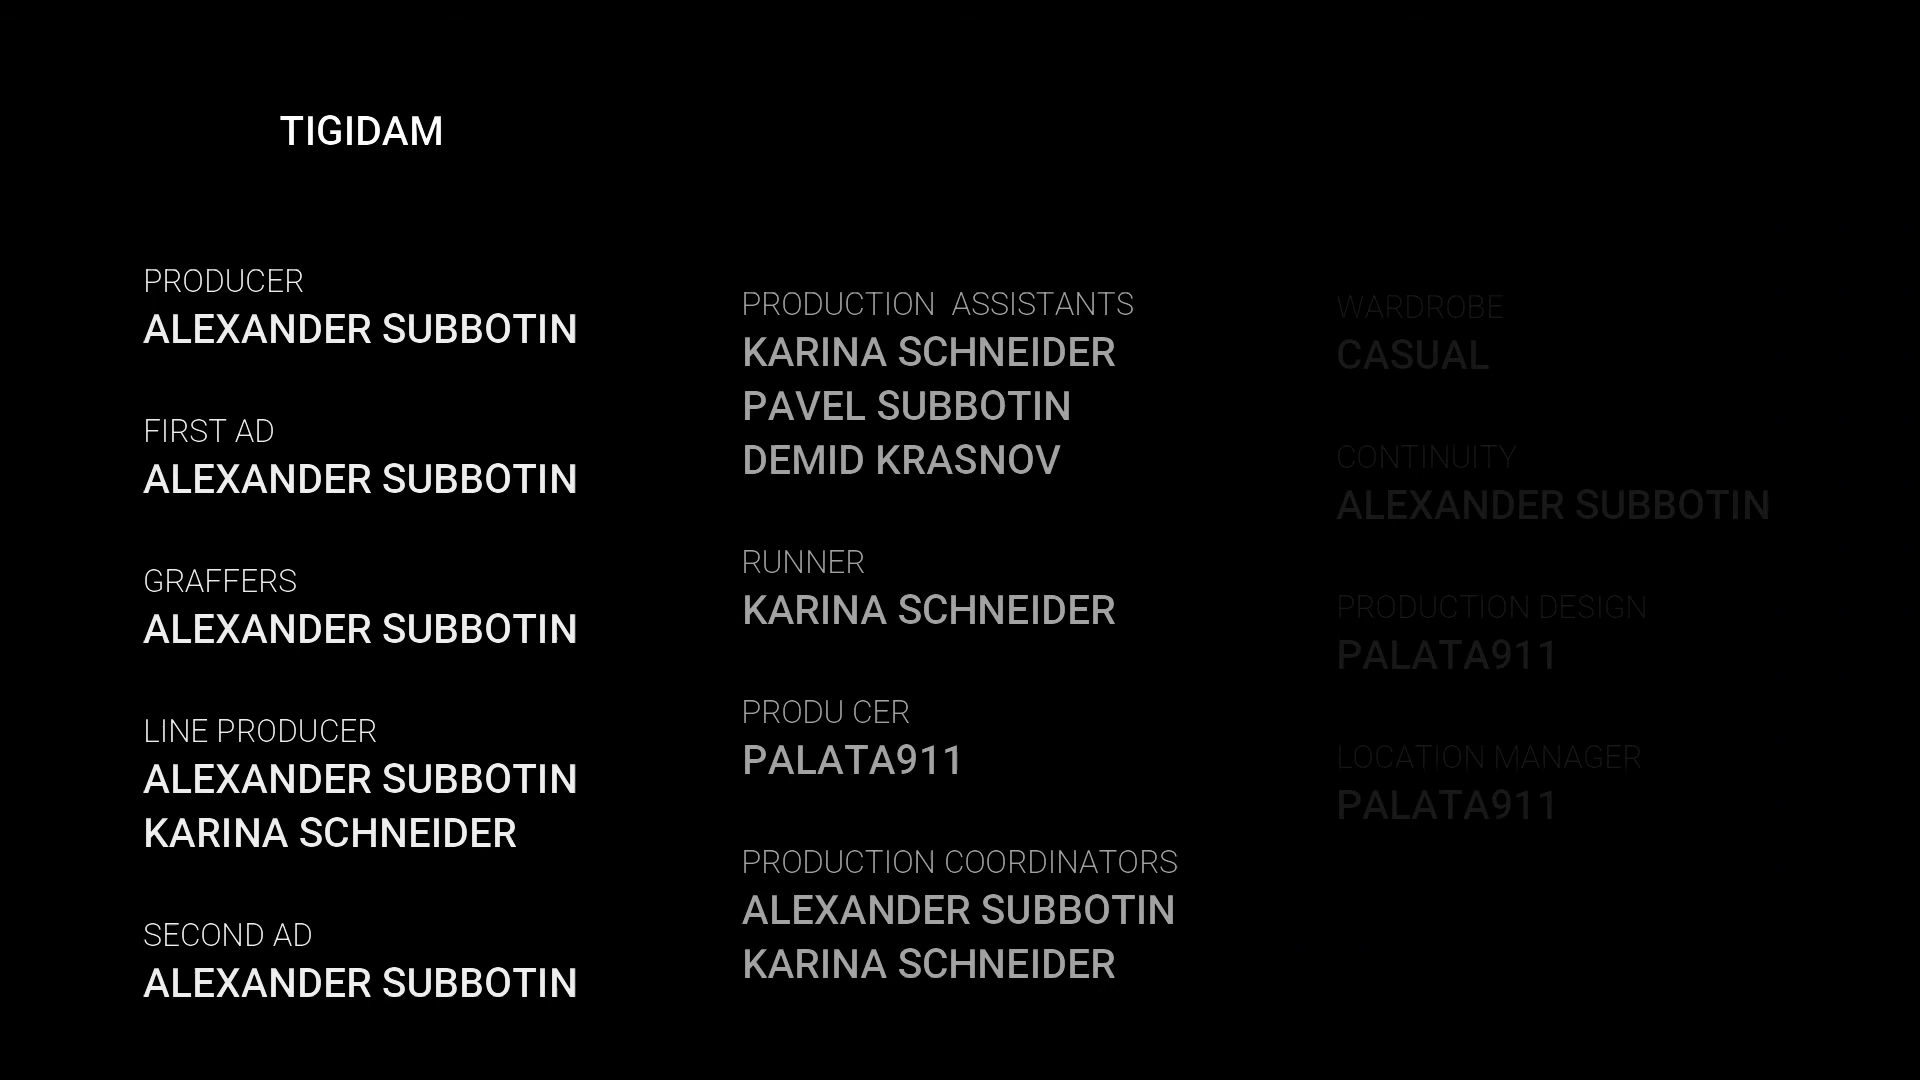 TIGIDAM
PRODUCER
ALEXANDER SUBBOTIN
FIRST AD
ALEXANDER SUBBOTIN
GRAFFERS
ALEXANDER SUBBOTIN
LINE PRODUCER
ALEXANDER SUBBOTIN
KARINA SCHNEIDER
SECOND AD
ALEXANDER SUBBOTIN
PRODUCTION ASSISTANTS
KARINA SCHNEIDER
PAVEL SUBBOTIN
DEMID KRASNOV
RUNNER
KARINA SCHNEIDER
PRODU CER
PALATA911
PRODUCTION COORDINATORS
ALEXANDER SUBBOTIN
KARINA SCHNEIDER
WARDROBE
CASUAL
CONTINUITY
ALEXANDER SUBBOTIN
PRODUCTION DESIGN
PALATA911
LOCATION MANAGER
PALATA911